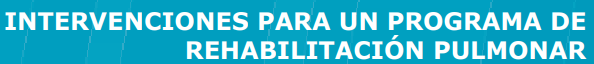 INTERVENCIONES PARA UN PROGRAMA DE
REHABILITACIÓN PULMONAR